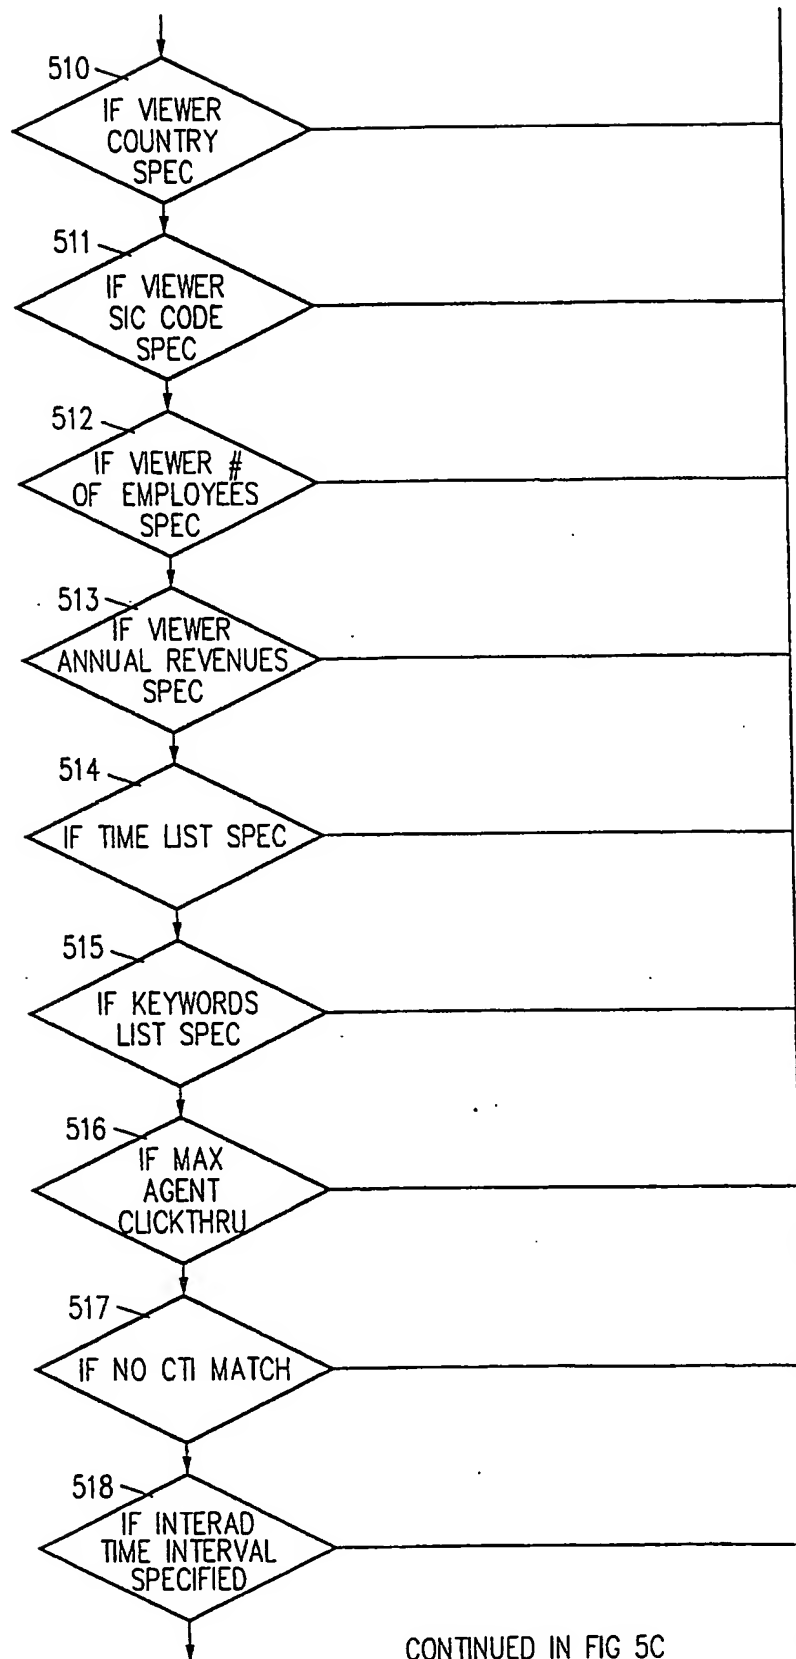 510
IF VIEWER
COUNTRY
SPEC
511
IF VIEWER
SIC CODE
SPEC
512
IF VIEWER #
OF EMPLOYEES
SPEC
513
IF VIEWER
ANNUAL REVENUES
SPEC
514
IF TIME LIST SPEC
515
IF KEYWORDS
LIST SPEC
516
IF MAX
AGENT
CLICKTHRU
517
IF NO CTI MATCH
518
IF INTERAD
TIME INTERVAL
SPECIFIED
CONTINUED IN FIG 5C